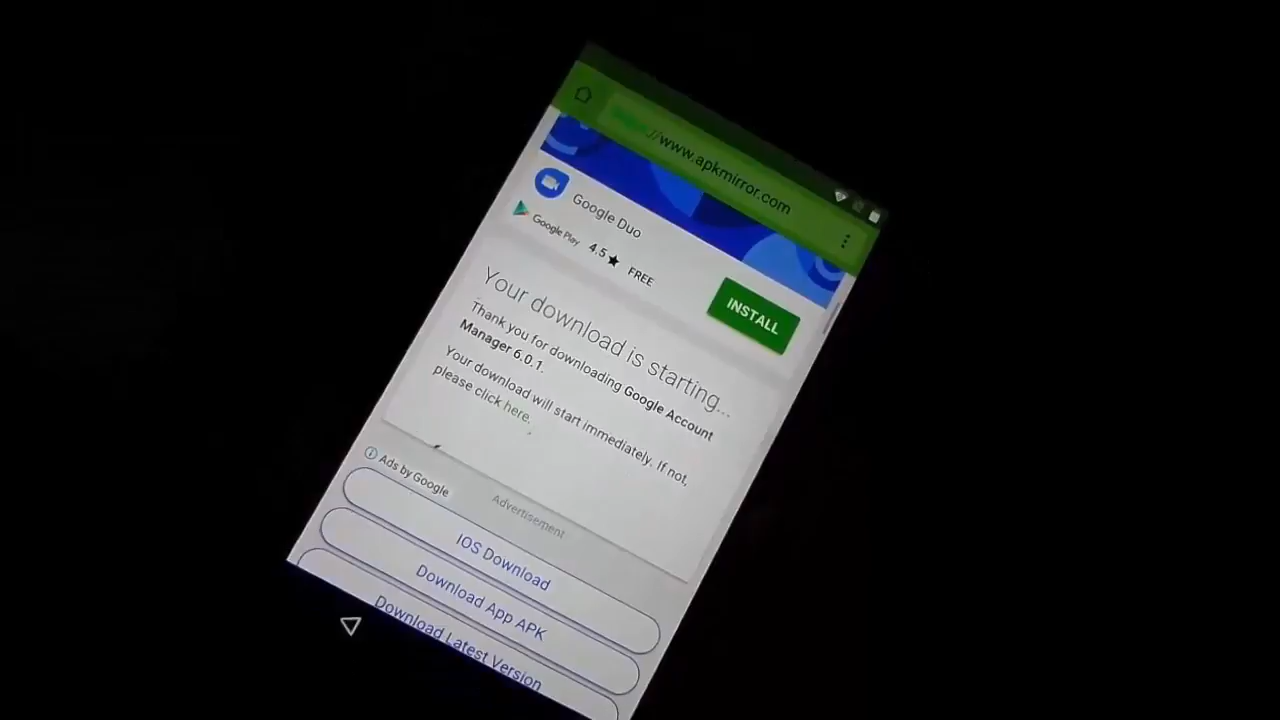 ://www.apkmirror.com
Google Duo
Google Play 4.5★ FREE
INSTALL
Your download is starting...
Thank you for downloading Google Account
Manager 6.0.1.
Your download will start immediately. If not,
please click here.
Ads by Google
Advertisement
IOS Download
Download App APK
Download Latest Version